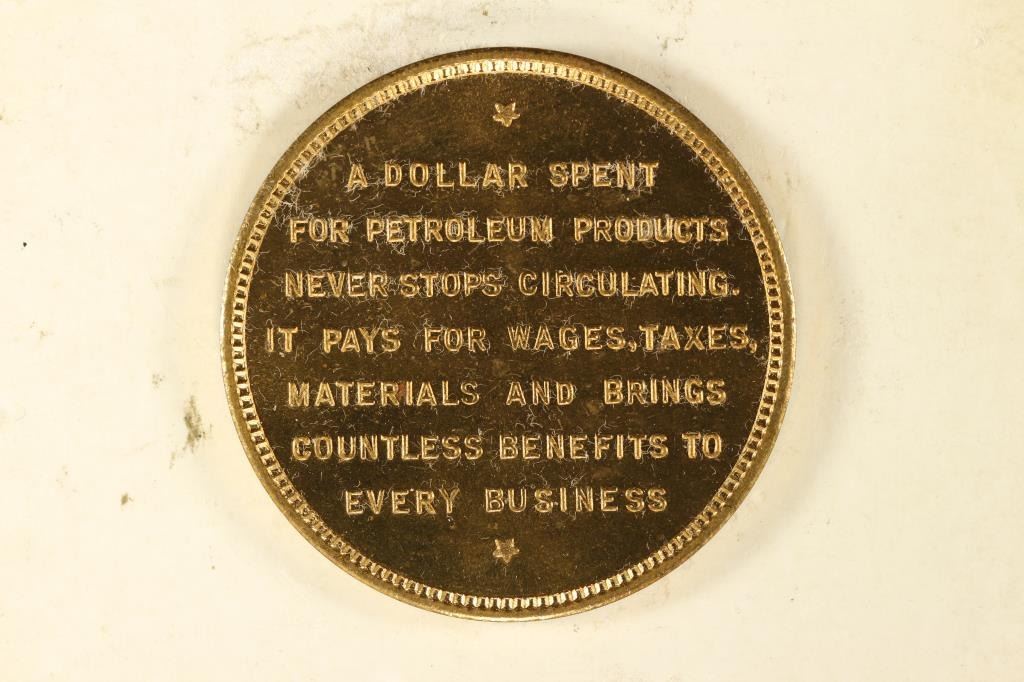 A DOLLAR SPENT
FOR PETROLEUM PRODUCTS
NEVER STOPS CIRCULATING.
IT PAYS FOR WAGES, TAXES,
MATERIALS AND BRINGS
COUNTLESS BENEFITS TO
EVERY BUSINESS